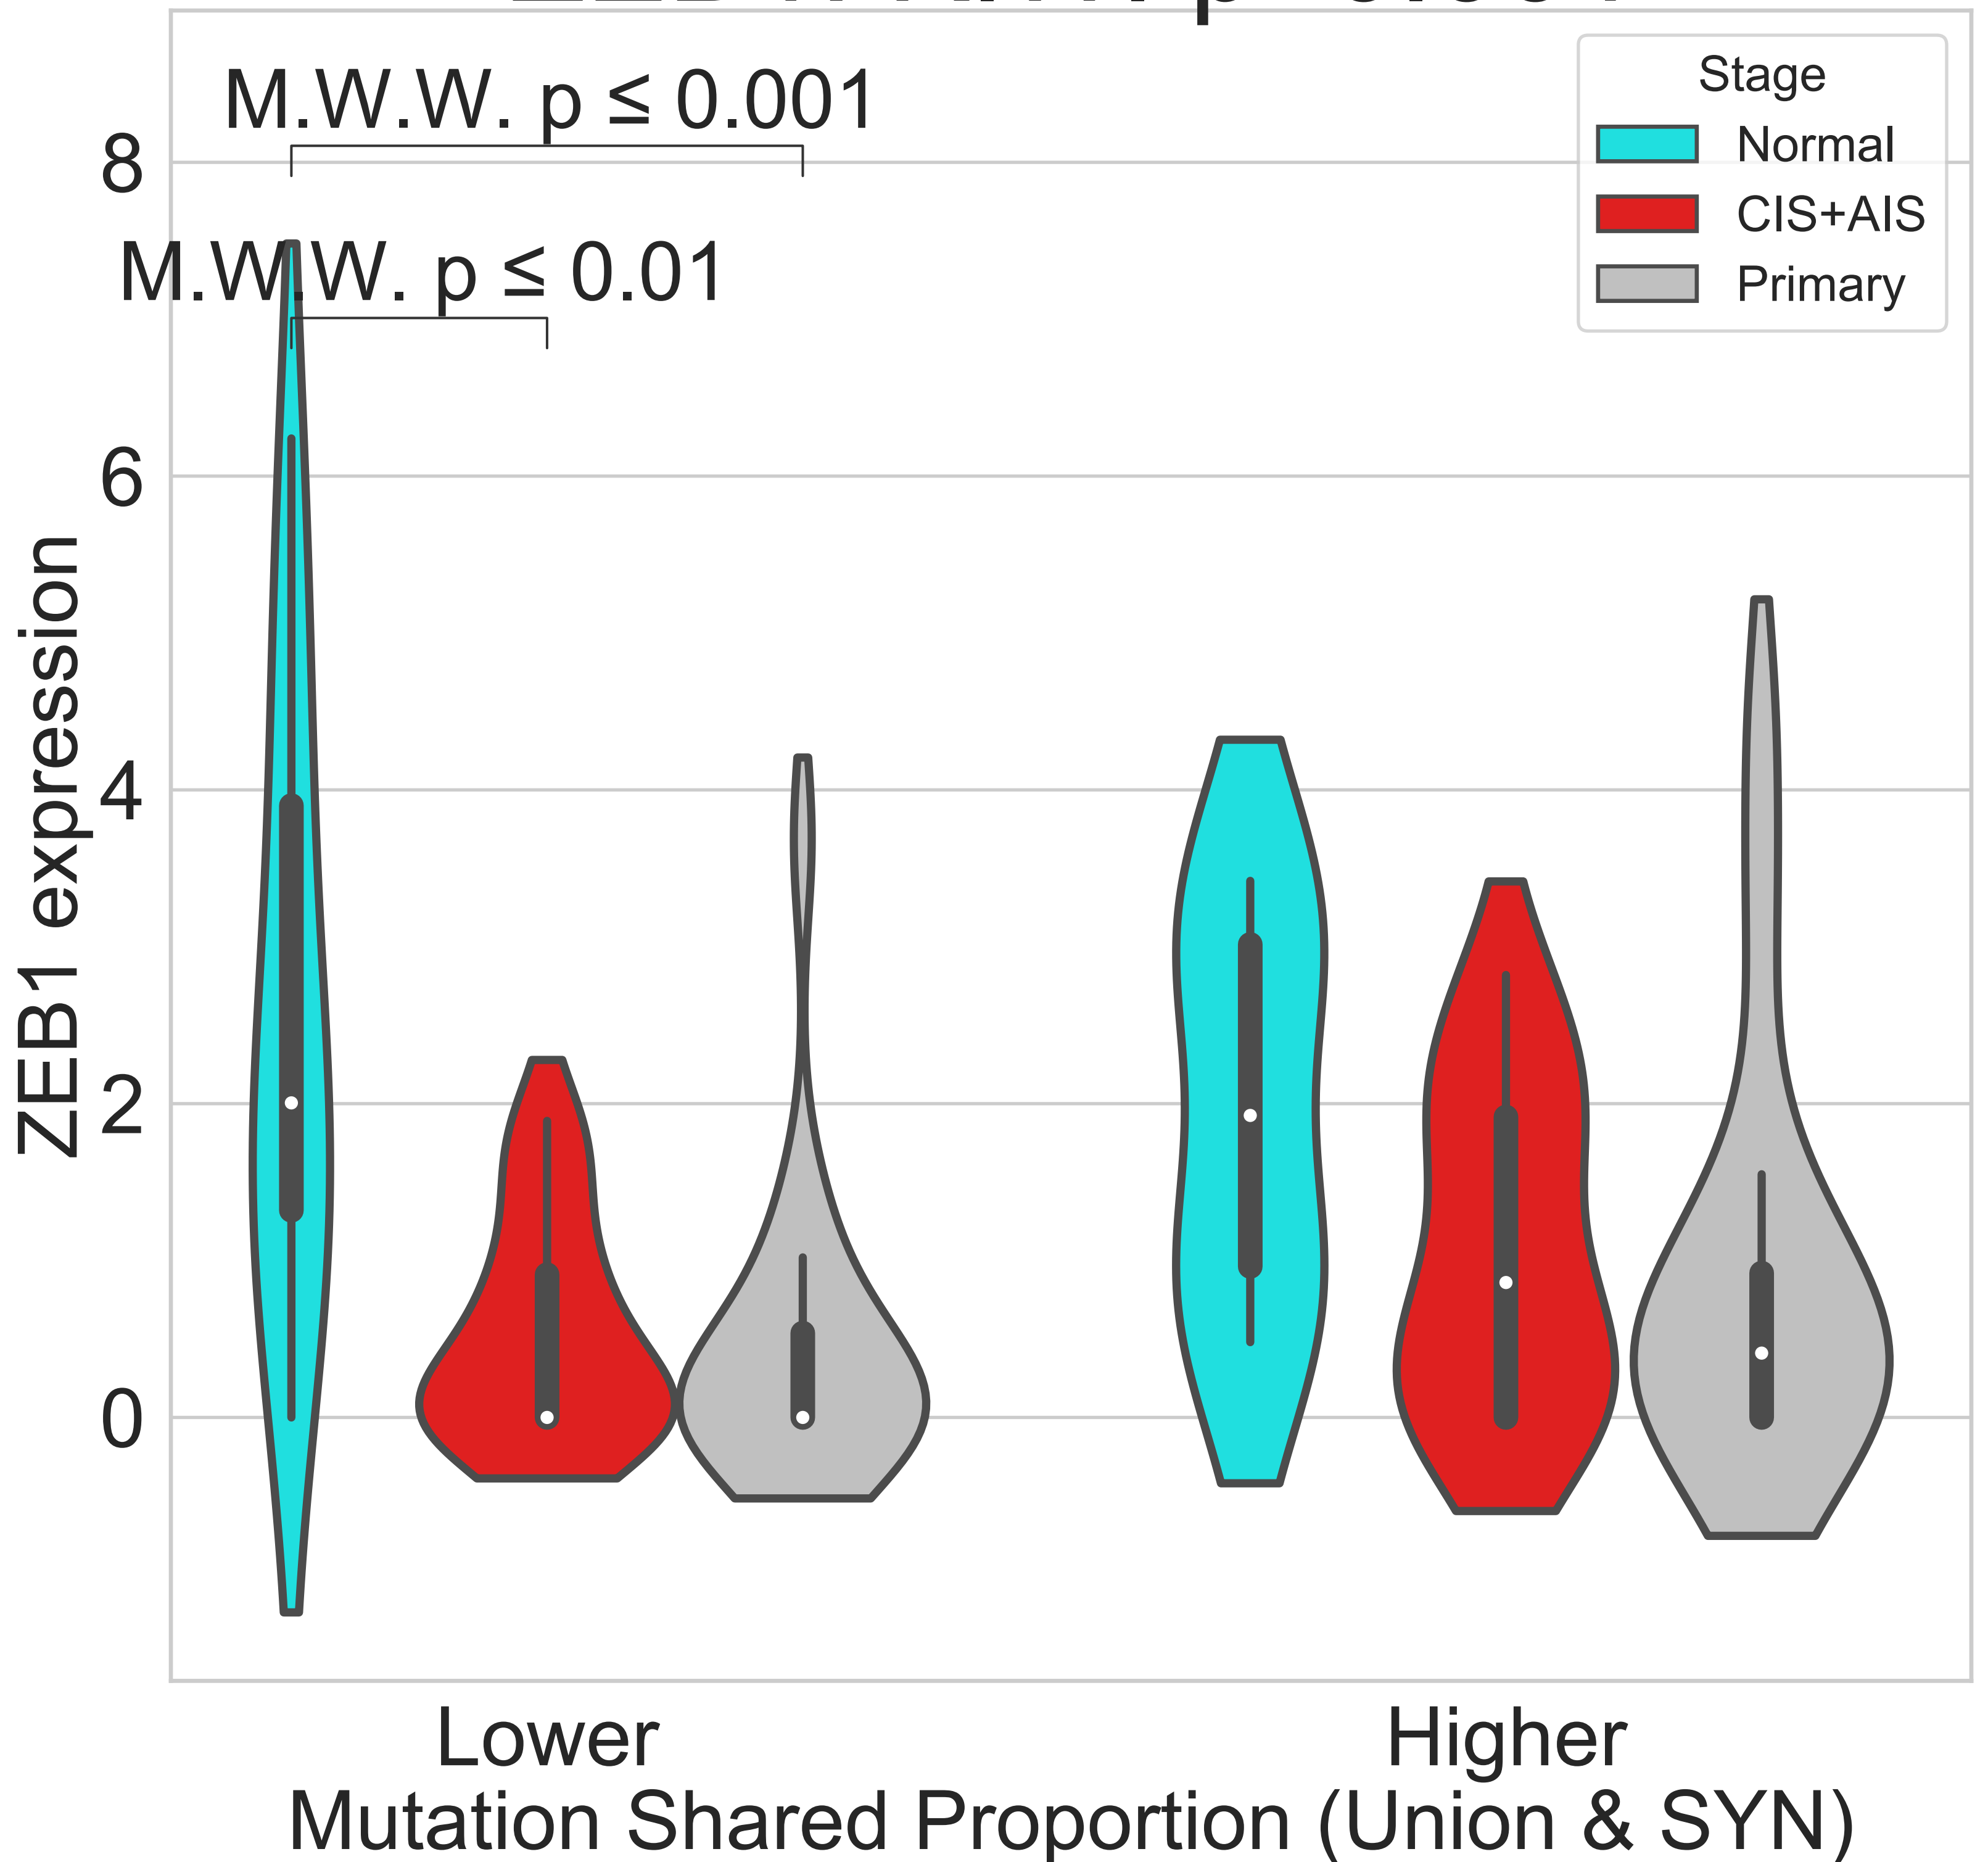 M.W.W. p ≤ 0.001
M.W.W. p ≤ 0.01
Stage
Normal
CIS+AIS
Primary
8
6
4
2
0
ZEB1 expression
Lower
Higher
Mutation Shared Proportion (Union & SYN)